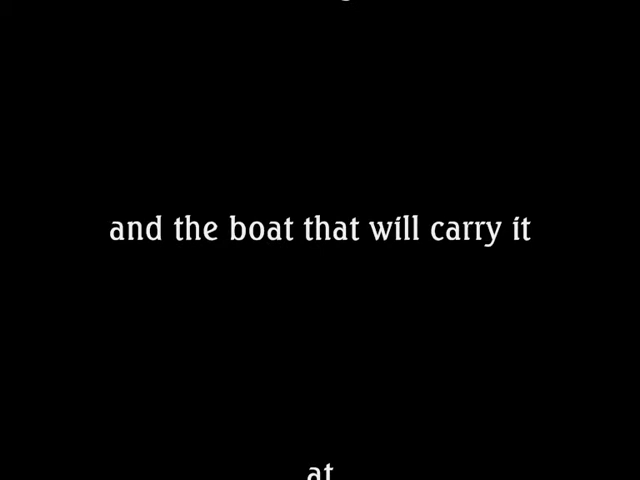 and the boat that will carry it
at